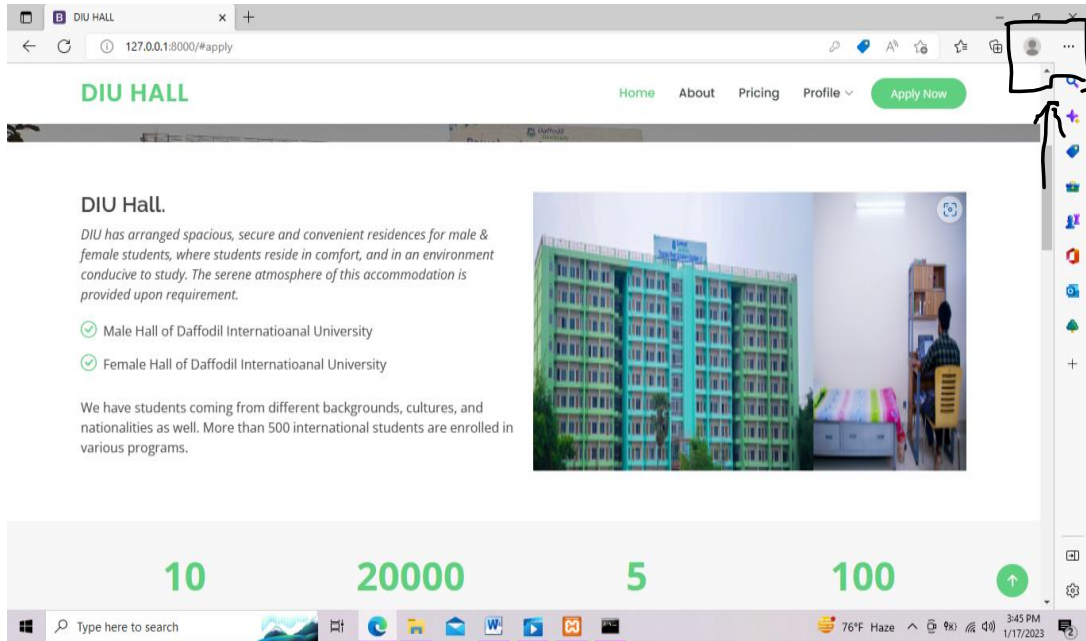 DIU HALL
127.0.0.1:8000/#apply
DIU HALL
Home About Pricing Profile Apply Now
Daffodil
University
DIU Hall.
DIU has arranged spacious, secure and convenient residences for male &
female students, where students reside in comfort, and in an environment
conducive to study. The serene atmosphere of this accommodation is
provided upon requirement.
Male Hall of Daffodil Internatioanal University
Female Hall of Daffodil Internatioanal University
We have students coming from different backgrounds, cultures, and
nationalities as well. More than 500 international students are enrolled in
various programs.
10 20000 5 100
Type here to search
76°F Haze
3:45 PM
1/17/2023